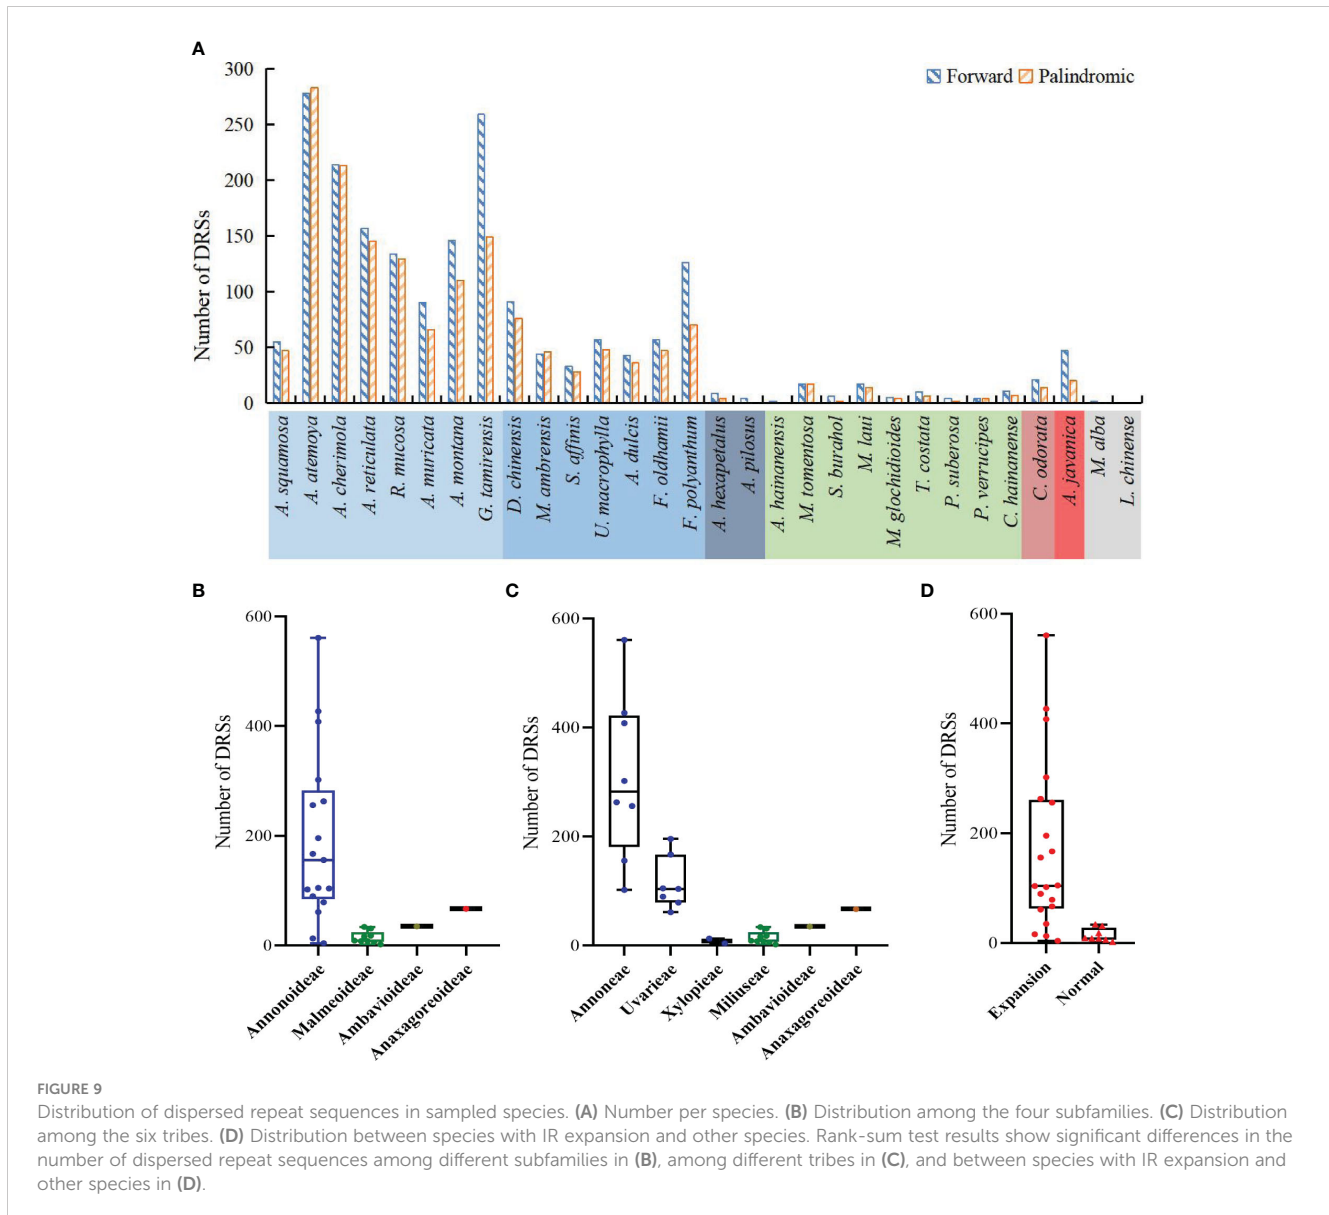 A
Forward Palindromic
Number of DRSs
300
250
200
150
100
50
0
A. squamosa
A. atemoya
A. cherimola
A. reticulata
R. mucosa
A. muricata
A. montana
G. tamirensis
D. chinensis
M. ambrensis
S. affinis
U. macrophylla
A. dulcis
F. oldhamii
F. polyanthum
A. hexapetalus
A. pilosus
A. hainanensis
M. tomentosa
S. burahol
M. laui
M. glochidioides
T. costata
P. suberosa
P. verrucipes
C. hainanense
C. odorata
A. javanica
M. alba
L. chinense
B
Number of DRSs
600
400
200
0
Annonoideae
Malmeoideae
Ambavioideae
Anaxagoreoideae
C
Number of DRSs
600
400
200
0
Annoneae
Uvarieae
Xylopieae
Miliuseae
Ambavioideae
Anaxagoreoideae
D
Number of DRSs
600
400
200
0
Expansion
Normal
FIGURE 9
Distribution of dispersed repeat sequences in sampled species. (A) Number per species. (B) Distribution among the four subfamilies. (C) Distribution
among the six tribes. (D) Distribution between species with IR expansion and other species. Rank-sum test results show significant differences in the
number of dispersed repeat sequences among different subfamilies in (B), among different tribes in (C), and between species with IR expansion and
other species in (D).